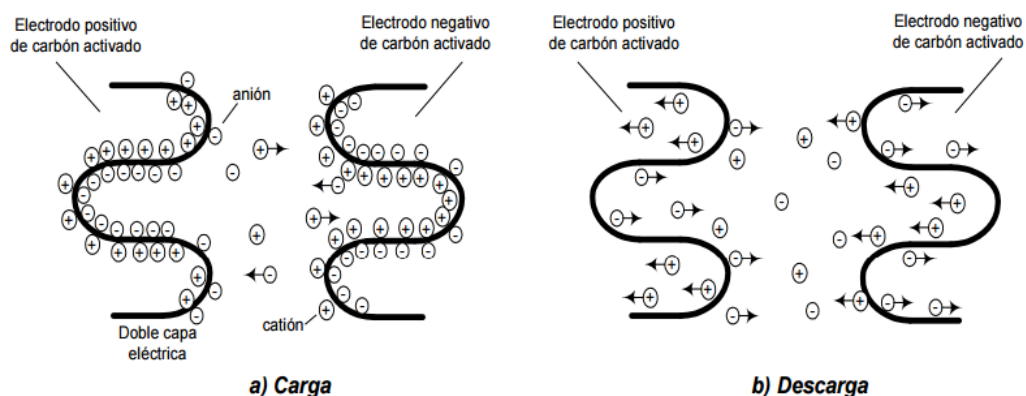 Electrodo positivo
de carbón activado
Electrodo negativo
de carbón activado
anión
catión
Doble capa
eléctrica
a) Carga
Electrodo positivo
de carbón activado
Electrodo negativo
de carbón activado
b) Descarga